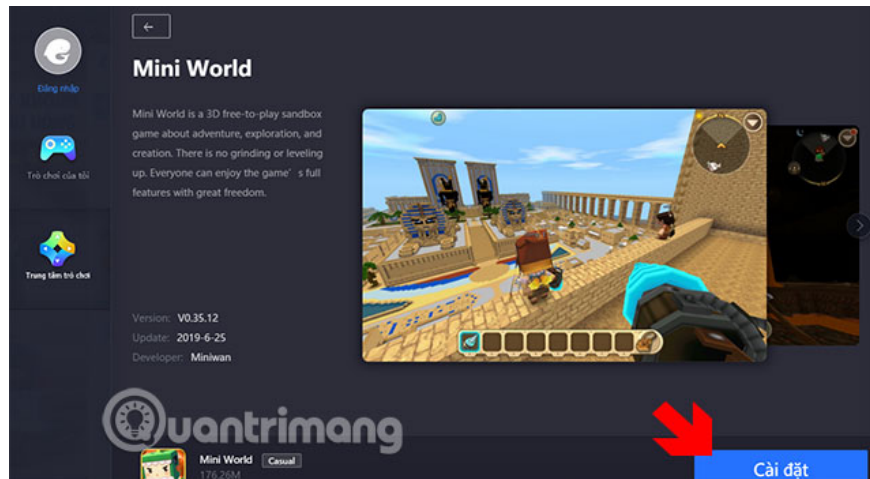 Mini World
Đăng nhập
Mini World is a 3D free-to-play sandbox
game about adventure, exploration, and
creation. There is no grinding or leveling
up. Everyone can enjoy the game's full
features with great freedom.
Trò chơi của tôi
Trung tâm trò chơi
Version: V0.35.12
Update: 2019-6-25
Developer: Miniwan
Quantrimang
Mini World Casual
176.26M
Cài đặt